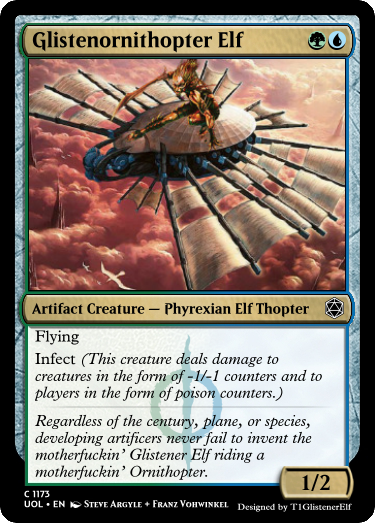 Glistenornithopter Elf
Artifact Creature — Phyrexian Elf Thopter
Flying
Infect (This creature deals damage to
creatures in the form of -1/-1 counters and to
players in the form of poison counters.)
Regardless of the century, plane, or species,
developing artificers never fail to invent the
motherfuckin’ Glistener Elf riding a
motherfuckin’ Ornithopter.
1/2
C 1173
UOL • EN Steve Argyle + Franz Vohwinkel
Designed by T1GlistenerElf